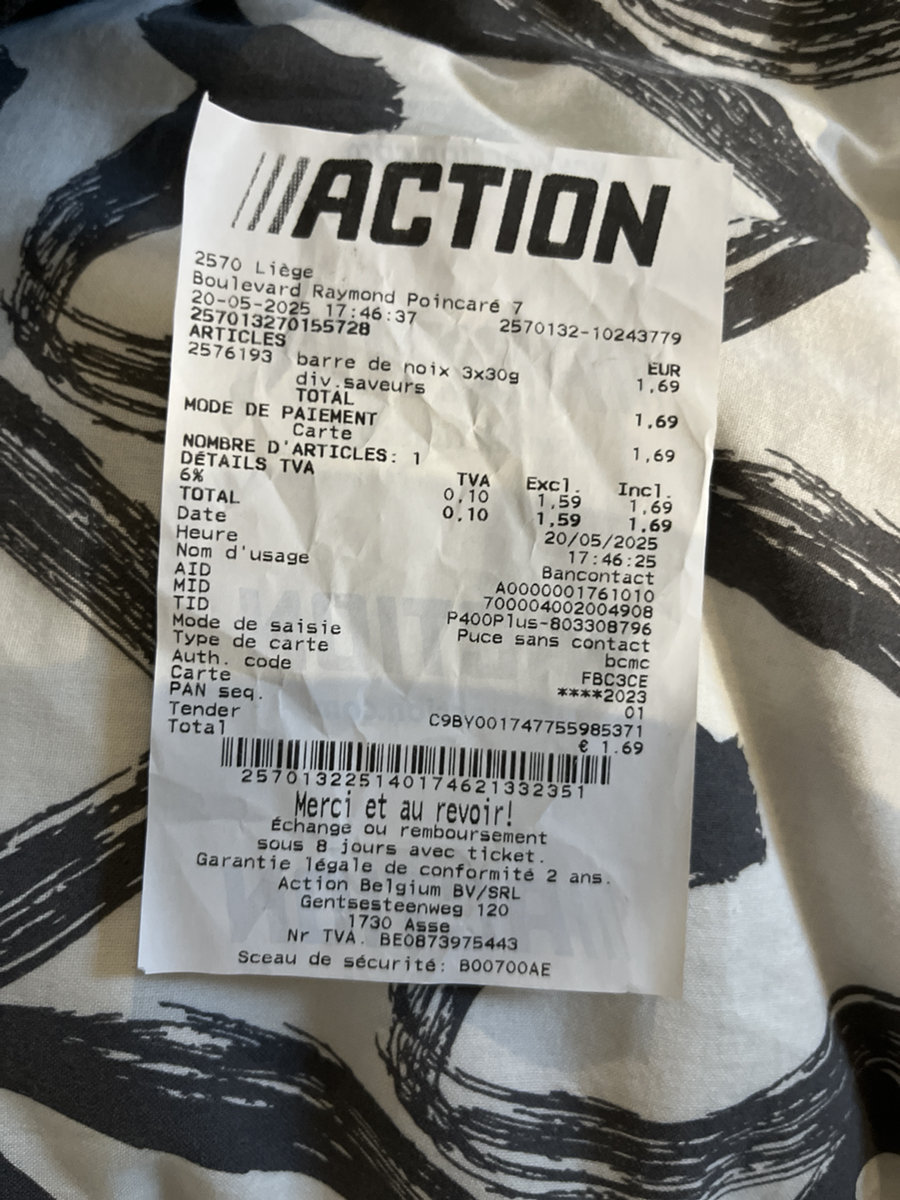 ACTION
2570 Liège
Boulevard Raymond Poincaré 7
20-05-2025 17:46:37 2570132-10243779
257013270155728
ARTICLES EUR
2576193 barre de noix 3x30g 1,69
div.saveurs
TOTAL 1,69
MODE DE PAIEMENT
Carte 1,69
NOMBRE D'ARTICLES: 1
DÉTAILS TVA TVA Excl. Incl.
6% 0,10 1,59 1,69
TOTAL 0,10 1,59 1,69
Date 20/05/2025
Heure 17:46:25
Nom d'usage Bancontact
AID A0000001761010
MID 700004002004908
TID P400Plus-803308796
Mode de saisie Puce sans contact
Type de carte bcmc
Auth. code FBC3CE
Carte ****2023
PAN seq. 01
Tender C9BY001747755985371
Total € 1.69
2570132251401746213323​51
Merci et au revoir!
Échange ou remboursement
sous 8 jours avec ticket.
Garantie légale de conformité 2 ans.
Action Belgium BV/SRL
Gentsesteenweg 120
1730 Asse
Nr TVA. BE0873975443
Sceau de sécurité: B00700AE